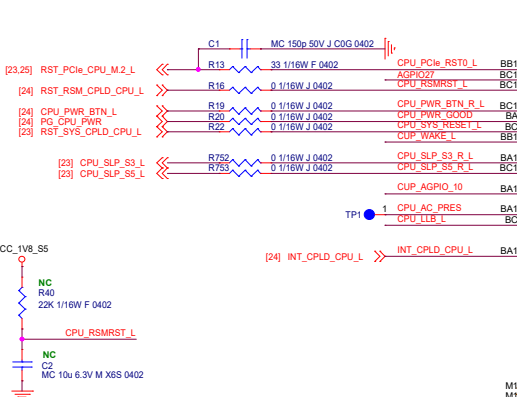 C1 MC 150p 50V J C0G 0402
[23,25] RST_PCIe_CPU_M.2_L R13 33 1/16W F 0402 CPU_PCIe_RST0_L BB1
AGPIO27 BC1
[24] RST_RSM_CPLD_CPU_L R16 0 1/16W J 0402 CPU_RSMRST_L BC1
[24] CPU_PWR_BTN_L R19 0 1/16W J 0402 CPU_PWR_BTN_R_L BC1
[24] PG_CPU_PWR R20 0 1/16W J 0402 CPU_PWR_GOOD BA
[23] RST_SYS_CPLD_CPU_L R22 0 1/16W J 0402 CPU_SYS_RESET_L BC
CUP_WAKE_L BB1
[23] CPU_SLP_S3_L R752 0 1/16W J 0402 CPU_SLP_S3_R_L BA1
[23] CPU_SLP_S5_L R753 0 1/16W J 0402 CPU_SLP_S5_R_L BC1
CUP_AGPIO_10 BA1
TP1 1 CPU_AC_PRES BA1
CPU_LLB_L BC
[24] INT_CPLD_CPU_L INT_CPLD_CPU_L BA1
CC_1V8_S5
NC
R40
22K 1/16W F 0402
CPU_RSMRST_L
NC
C2
MC 10u 6.3V M X6S 0402
M1
M1